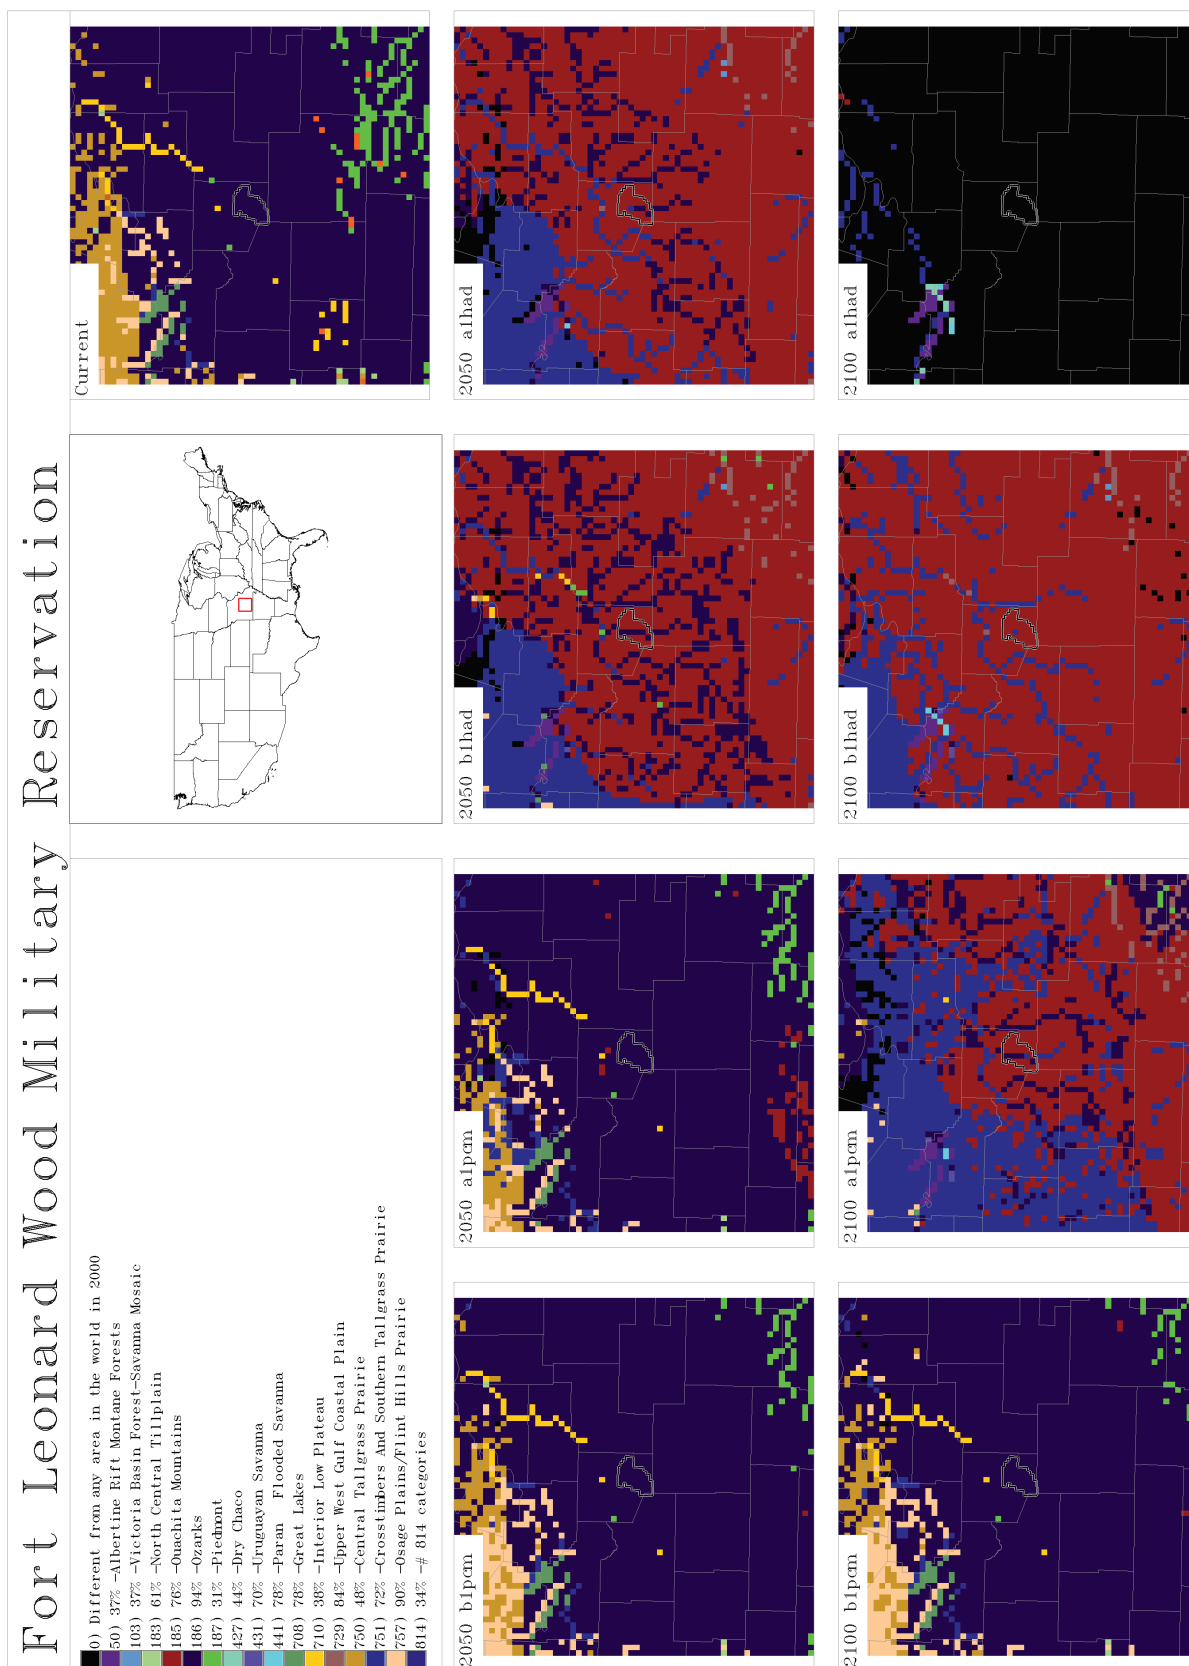 Fort Leonard Wood Military Reservation
0) Different from any area in the world in 2000
50) 37% -Albertine Rift Montane Forests
103) 37% -Victoria Basin Forest-Savanna Mosaic
183) 61% -North Central Tillplain
185) 76% -Ouachita Mountains
186) 94% -Ozarks
187) 31% -Piedmont
427) 44% -Dry Chaco
431) 70% -Uruguayan Savanna
441) 78% -Paran Flooded Savanna
708) 78% -Great Lakes
710) 38% -Interior Low Plateau
729) 84% -Upper West Gulf Coastal Plain
750) 48% -Central Tallgrass Prairie
751) 72% -Crosstimbers And Southern Tallgrass Prairie
757) 90% -Osage Plains/Flint Hills Prairie
814) 34% -# 814 categories
Current
2050 b1pcm
2050 a1pcm
2050 b1had
2050 a1had
2100 b1pcm
2100 a1pcm
2100 b1had
2100 a1had